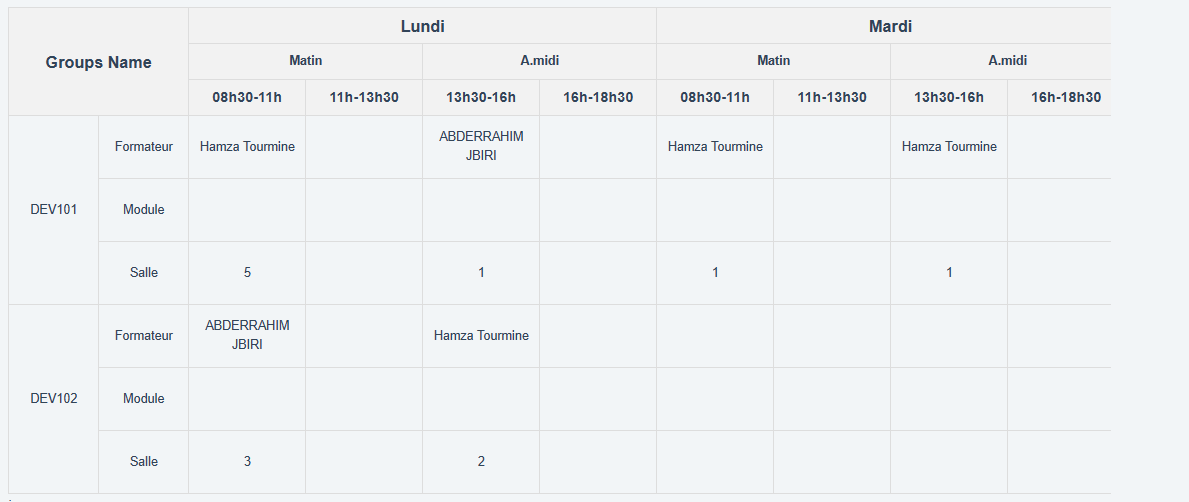 Groups Name
Lundi Mardi
Matin A.midi Matin A.midi
08h30-11h 11h-13h30 13h30-16h 16h-18h30 08h30-11h 11h-13h30 13h30-16h 16h-18h30
DEV101
Formateur Hamza Tourmine ABDERRAHIM JBIRI Hamza Tourmine Hamza Tourmine
Module
Salle 5 1 1 1
DEV102
Formateur ABDERRAHIM JBIRI Hamza Tourmine
Module
Salle 3 2